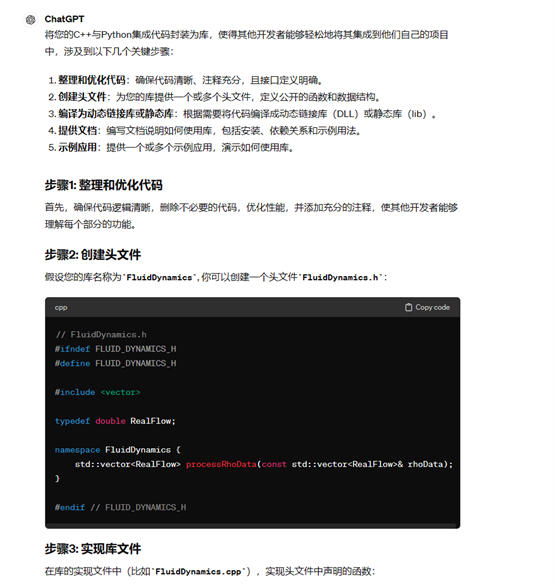 ChatGPT
将您的C++与Python集成代码封装为库，使得其他开发者能够轻松地将其集成到他们自己的项目
中，涉及到以下几个关键步骤：
1. 整理和优化代码：确保代码清晰、注释充分，且接口定义明确。
2. 创建头文件：为您的库提供一个或多个头文件，定义公开的函数和数据结构。
3. 编译为动态链接库或静态库：根据需要将代码编译成动态链接库（DLL）或静态库（lib）。
4. 提供文档：编写文档说明如何使用库，包括安装、依赖关系和示例用法。
5. 示例应用：提供一个或多个示例应用，演示如何使用库。
步骤1: 整理和优化代码
首先，确保代码逻辑清晰，删除不必要的代码，优化性能，并添加充分的注释，使其他开发者能够
理解每个部分的功能。
步骤2: 创建头文件
假设您的库名称为`FluidDynamics`, 你可以创建一个头文件`FluidDynamics.h`：
cpp Copy code
// FluidDynamics.h
#ifndef FLUID_DYNAMICS_H
#define FLUID_DYNAMICS_H
#include <vector>
typedef double RealFlow;
namespace FluidDynamics {
    std::vector<RealFlow> processRhoData(const std::vector<RealFlow>& rhoData);
}
#endif // FLUID_DYNAMICS_H
步骤3: 实现库文件
在库的实现文件中（比如`FluidDynamics.cpp`），实现头文件中声明的函数：